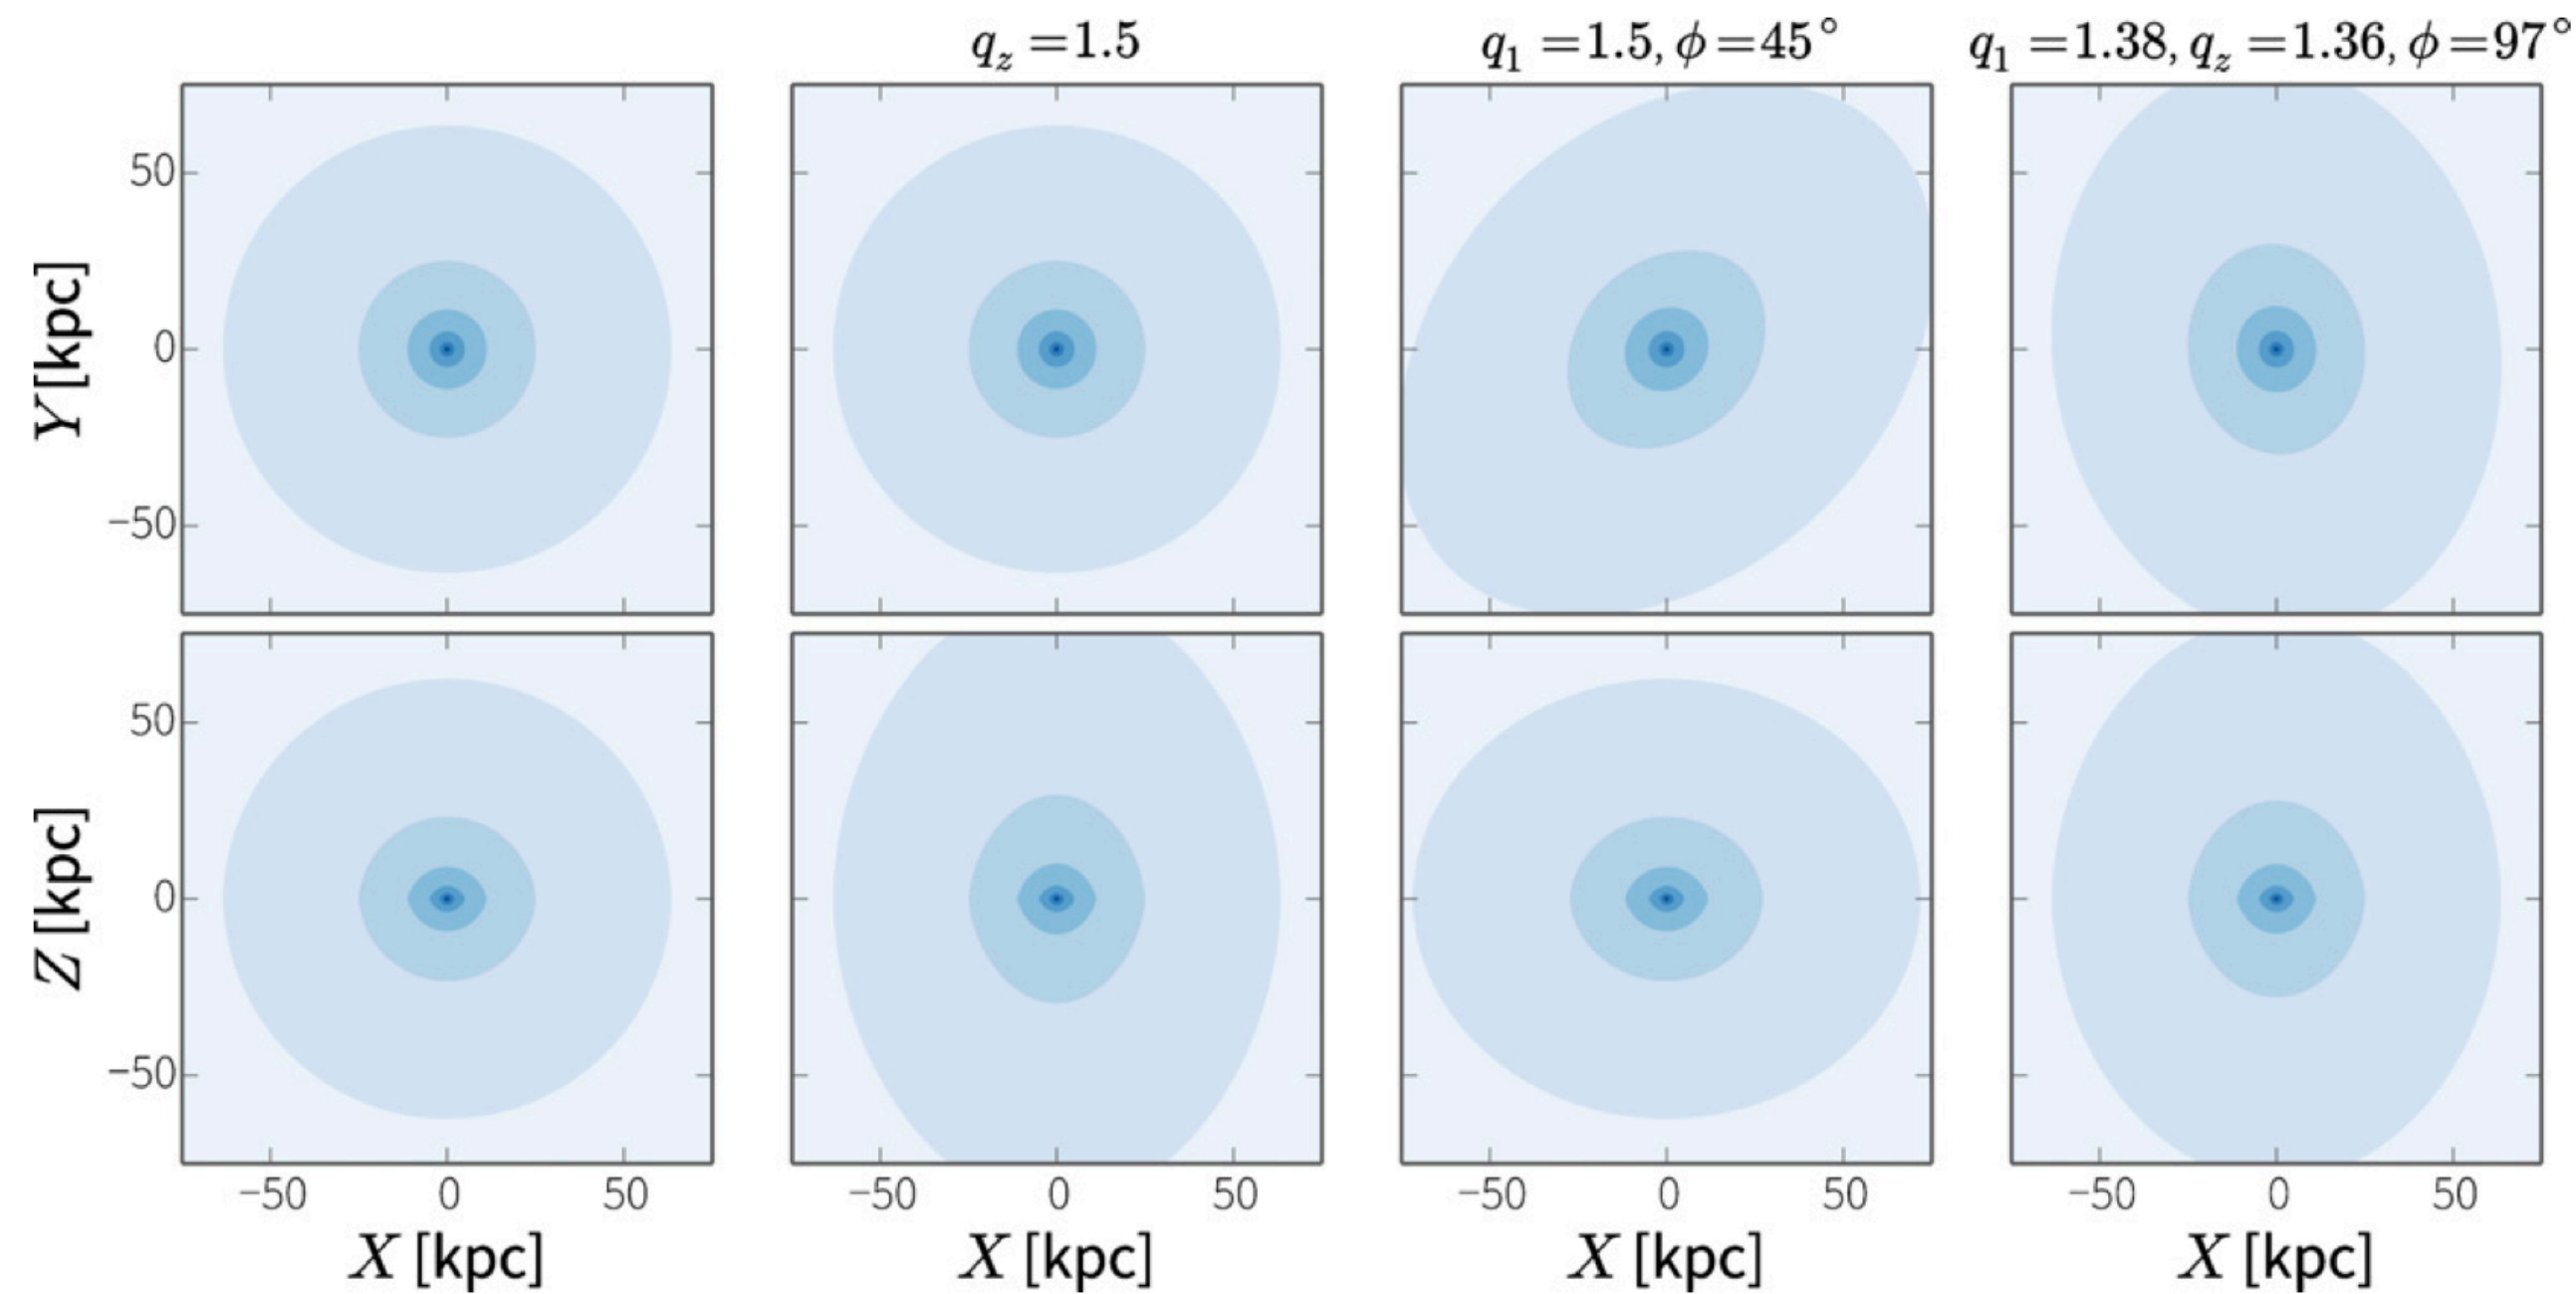 q_z = 1.5
q_1 = 1.5, ϕ = 45°
q_1 = 1.38, q_z = 1.36, ϕ = 97°
Y [kpc]
50
0
−50
Z [kpc]
50
0
−50
−50 0 50
−50 0 50
−50 0 50
−50 0 50
X [kpc]
X [kpc]
X [kpc]
X [kpc]